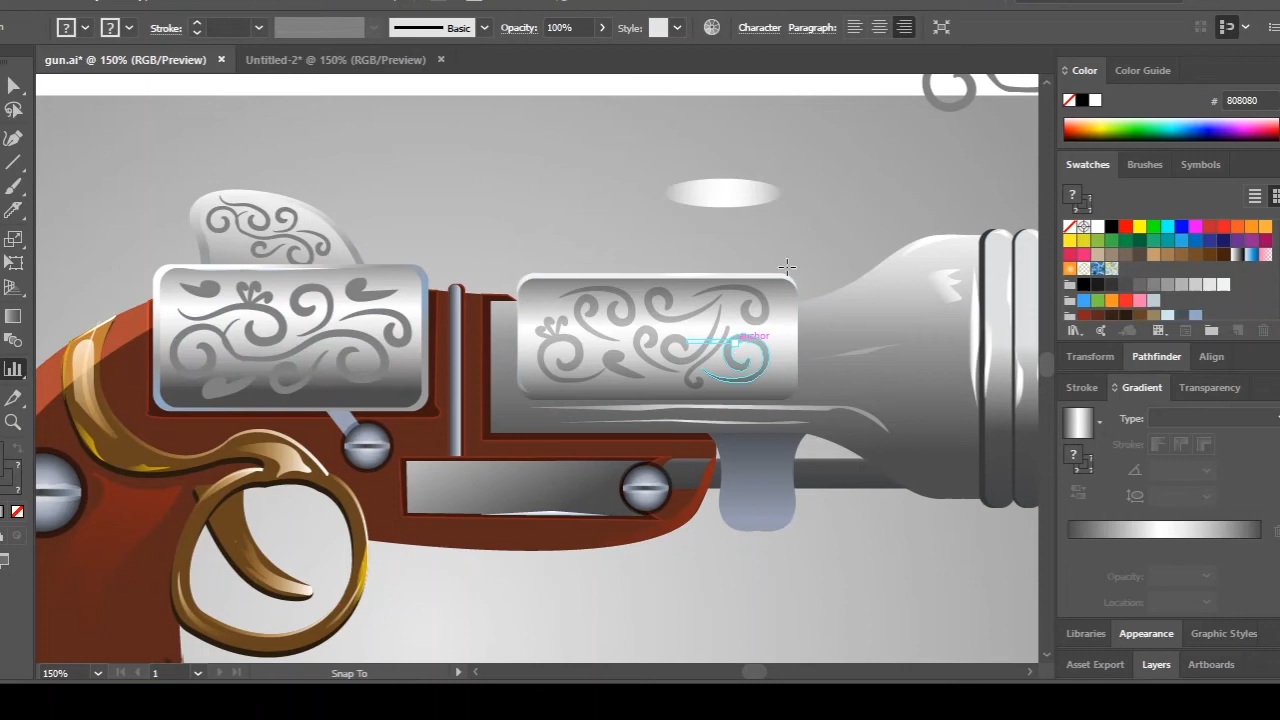 Stroke: Basic Opacity: 100% Style: Character Paragraph:
gun.ai* @ 150% (RGB/Preview) × Untitled-2* @ 150% (RGB/Preview) ×
Color Color Guide
# 808080
Swatches Brushes Symbols
anchor
Transform Pathfinder Align
Stroke Gradient Transparency
Type:
Stroke:
Opacity:
Location:
Libraries Appearance Graphic Styles
Asset Export Layers Artboards
150% 1 Snap To